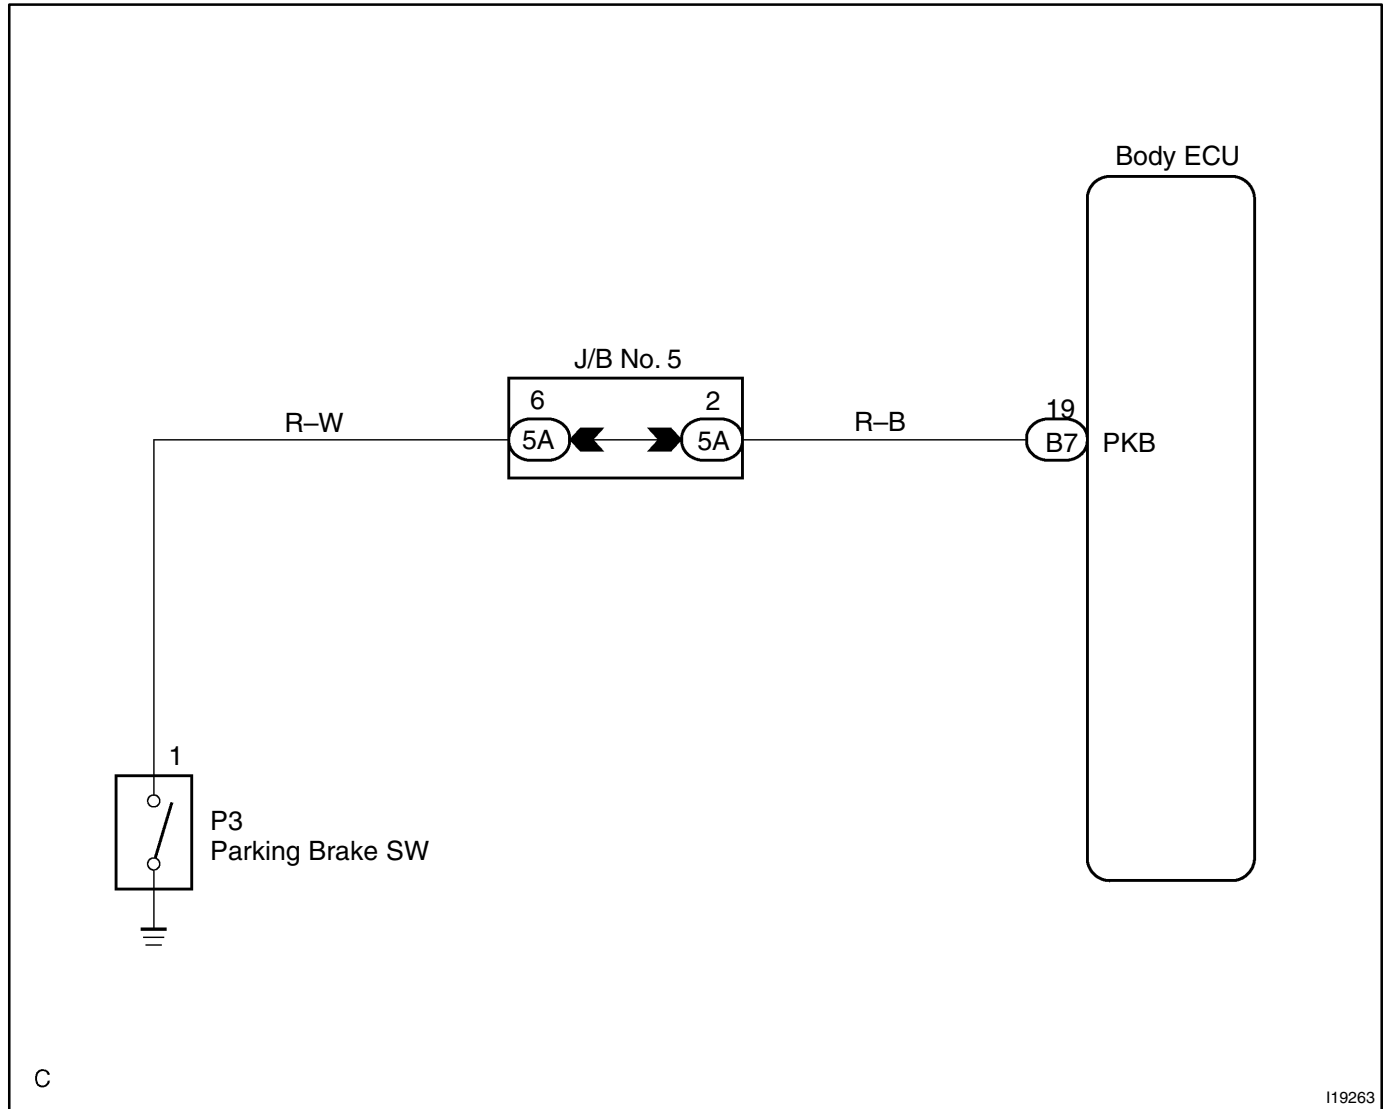 Body ECU
J/B No. 5
6
2
R–W
5A
5A
R–B
19
B7
PKB
1
P3
Parking Brake SW
C
I19263